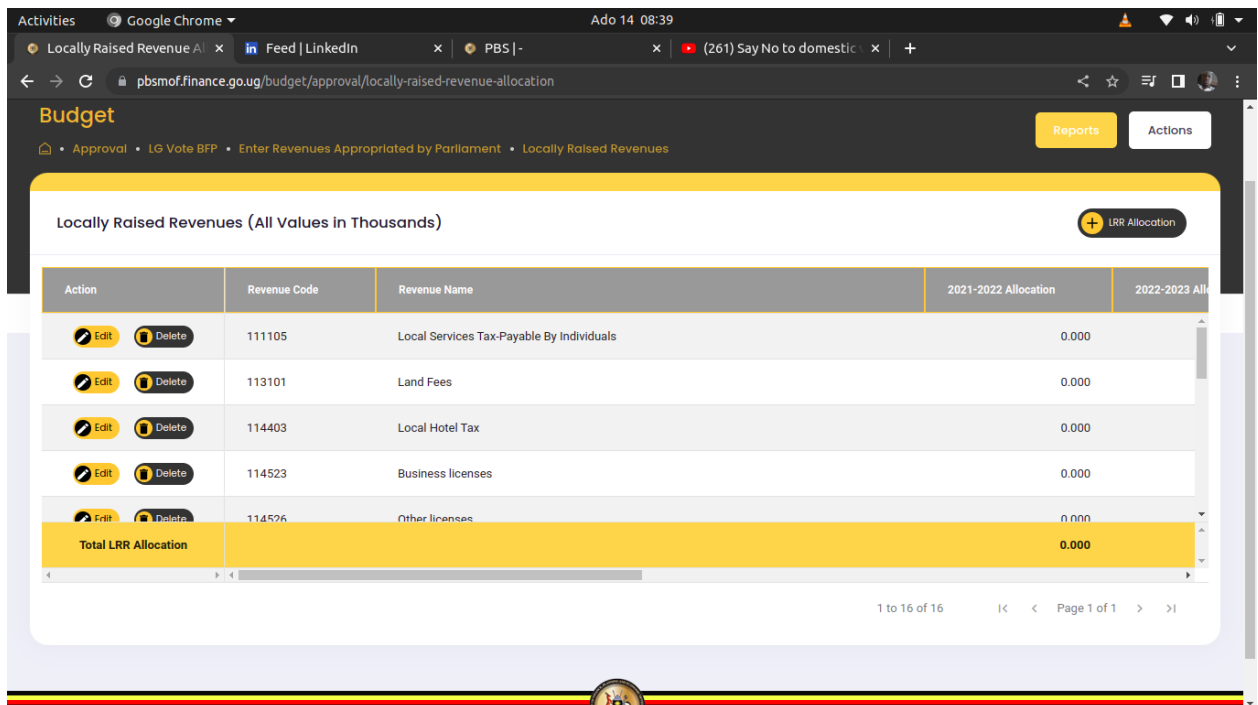 Activities Google Chrome Ado 14 08:39
Locally Raised Revenue Al Feed | LinkedIn PBS | - (261) Say No to domestic v
pbsmof.finance.go.ug/budget/approval/locally-raised-revenue-allocation
Budget
Reports Actions
• Approval • LG Vote BFP • Enter Revenues Appropriated by Parliament • Locally Raised Revenues
Locally Raised Revenues (All Values in Thousands)
LRR Allocation
Action Revenue Code Revenue Name 2021-2022 Allocation 2022-2023 Allo
Edit Delete 111105 Local Services Tax-Payable By Individuals 0.000
Edit Delete 113101 Land Fees 0.000
Edit Delete 114403 Local Hotel Tax 0.000
Edit Delete 114523 Business licenses 0.000
Edit Delete 114526 Other licenses 0.000
Total LRR Allocation 0.000
1 to 16 of 16 Page 1 of 1